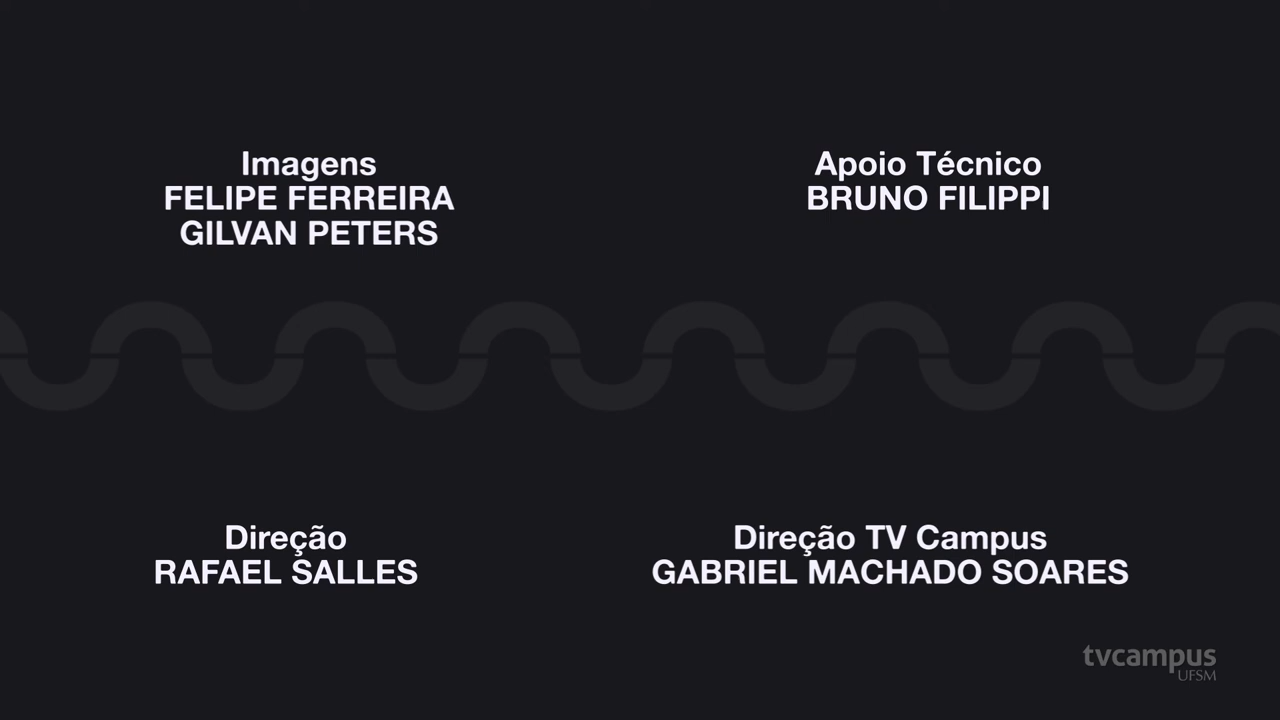 Imagens
FELIPE FERREIRA
GILVAN PETERS
Apoio Técnico
BRUNO FILIPPI
Direção
RAFAEL SALLES
Direção TV Campus
GABRIEL MACHADO SOARES
tvcampus
UFSM